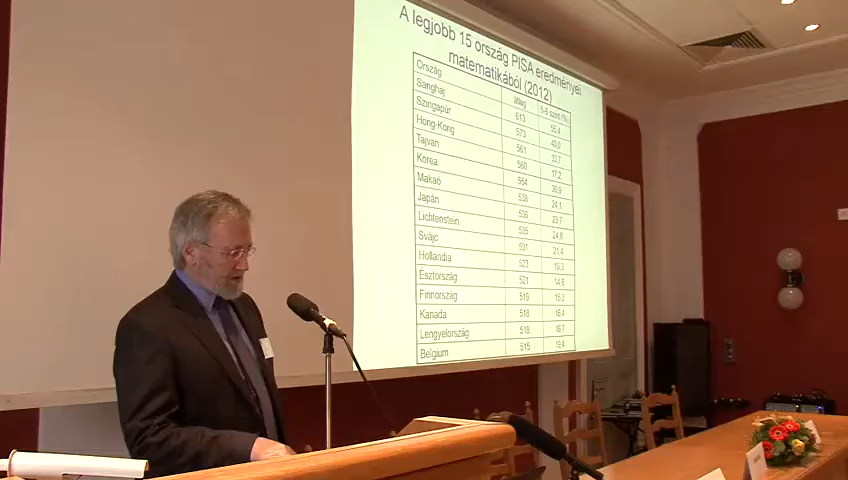 A legjobb 15 ország PISA eredményei
matematikából (2012)
Ország átlag 5-6 szint (%)
Sanghaj 613 55,4
Szingapúr 573 40,0
Hong-Kong 561 33,7
Tajvan 560 37,2
Korea 554 30,9
Makaó 538 24,1
Japán 536 23,7
Lichtenstein 535 24,8
Svájc 531 21,4
Hollandia 523 19,3
Észtország 521 14,6
Finnország 519 15,3
Kanada 518 16,4
Lengyelország 518 16,7
Belgium 515 19,4